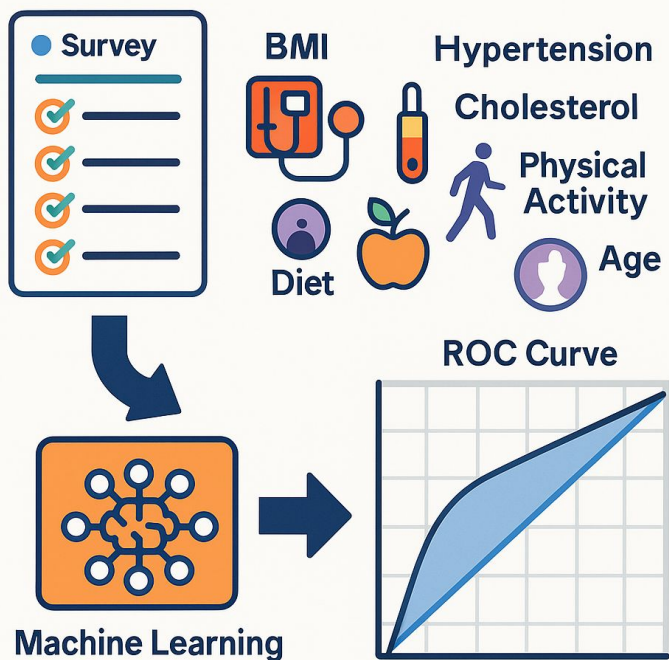 Survey
BMI
Hypertension
Cholesterol
Physical
Activity
Diet
Age
ROC Curve
Machine Learning